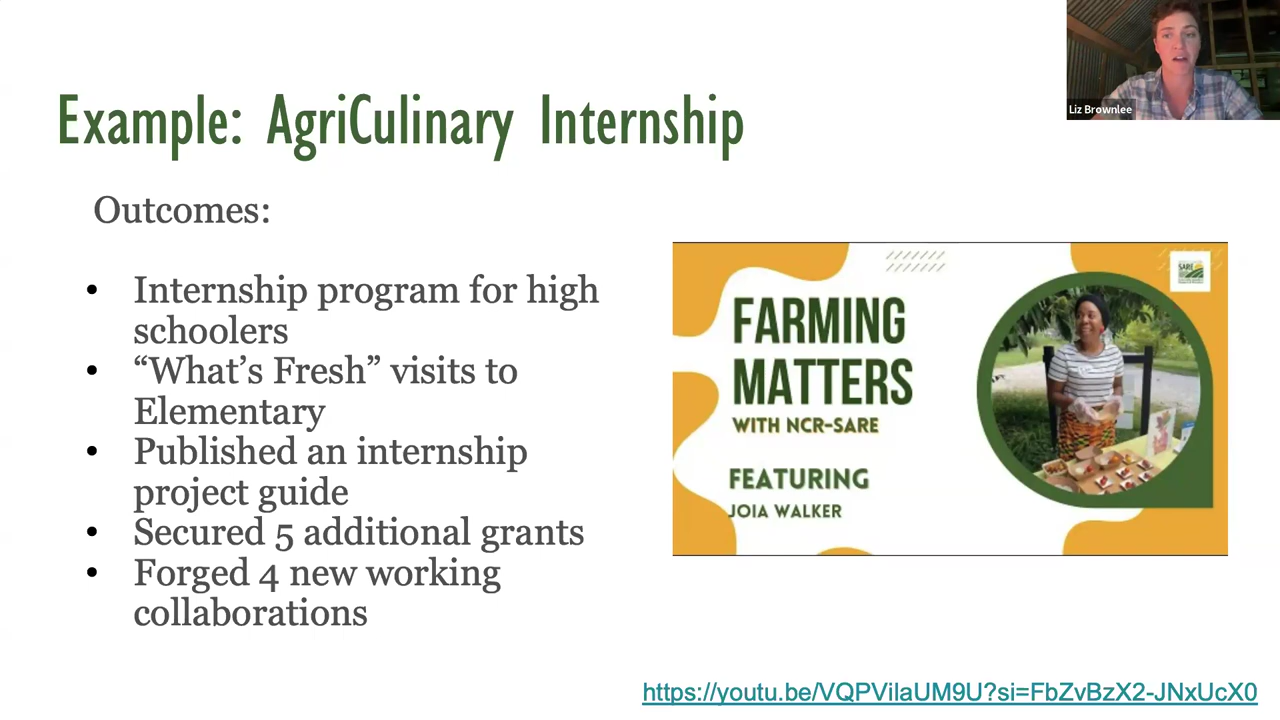 Liz Brownlee
Example: AgriCulinary Internship
Outcomes:
• Internship program for high
schoolers
• “What’s Fresh” visits to
Elementary
• Published an internship
project guide
• Secured 5 additional grants
• Forged 4 new working
collaborations
SARE
FARMING
MATTERS
WITH NCR-SARE
FEATURING
JOIA WALKER
https://youtu.be/VQPVilaUM9U?si=FbZvBzX2-JNxUcX0